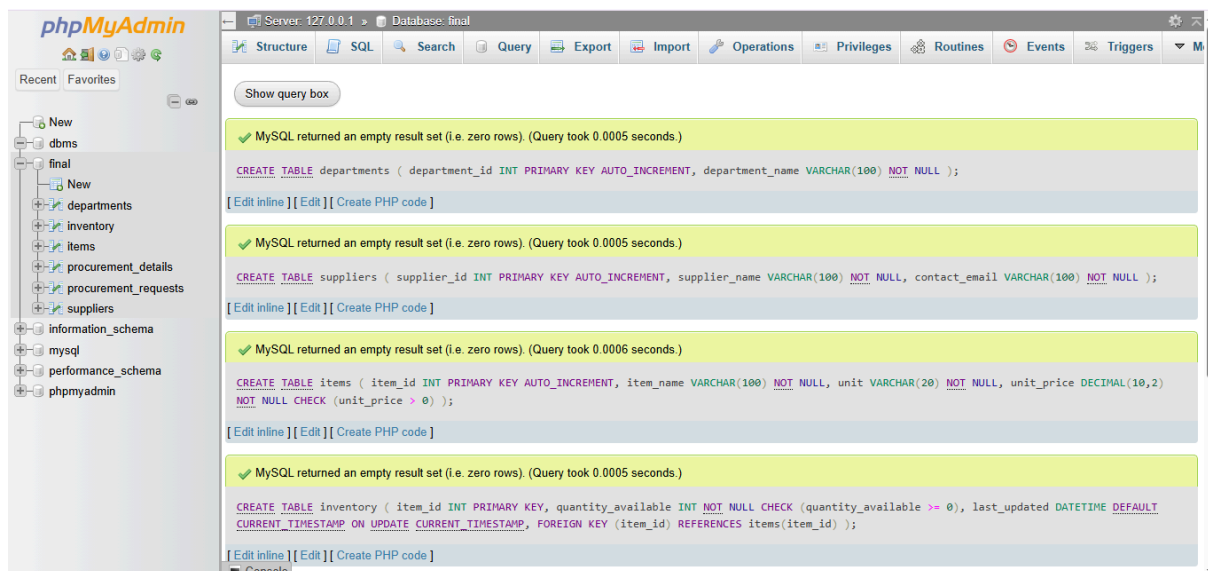 phpMyAdmin
Recent Favorites
New
dbms
final
New
departments
inventory
items
procurement_details
procurement_requests
suppliers
information_schema
mysql
performance_schema
phpmyadmin
Server: 127.0.0.1 » Database: final
Structure SQL Search Query Export Import Operations Privileges Routines Events Triggers
Show query box
MySQL returned an empty result set (i.e. zero rows). (Query took 0.0005 seconds.)
CREATE TABLE departments ( department_id INT PRIMARY KEY AUTO_INCREMENT, department_name VARCHAR(100) NOT NULL );
[ Edit inline ] [ Edit ] [ Create PHP code ]
MySQL returned an empty result set (i.e. zero rows). (Query took 0.0005 seconds.)
CREATE TABLE suppliers ( supplier_id INT PRIMARY KEY AUTO_INCREMENT, supplier_name VARCHAR(100) NOT NULL, contact_email VARCHAR(100) NOT NULL );
[ Edit inline ] [ Edit ] [ Create PHP code ]
MySQL returned an empty result set (i.e. zero rows). (Query took 0.0006 seconds.)
CREATE TABLE items ( item_id INT PRIMARY KEY AUTO_INCREMENT, item_name VARCHAR(100) NOT NULL, unit VARCHAR(20) NOT NULL, unit_price DECIMAL(10,2)
NOT NULL CHECK (unit_price > 0) );
[ Edit inline ] [ Edit ] [ Create PHP code ]
MySQL returned an empty result set (i.e. zero rows). (Query took 0.0005 seconds.)
CREATE TABLE inventory ( item_id INT PRIMARY KEY, quantity_available INT NOT NULL CHECK (quantity_available >= 0), last_updated DATETIME DEFAULT
CURRENT_TIMESTAMP ON UPDATE CURRENT_TIMESTAMP, FOREIGN KEY (item_id) REFERENCES items(item_id) );
[ Edit inline ] [ Edit ] [ Create PHP code ]
Console